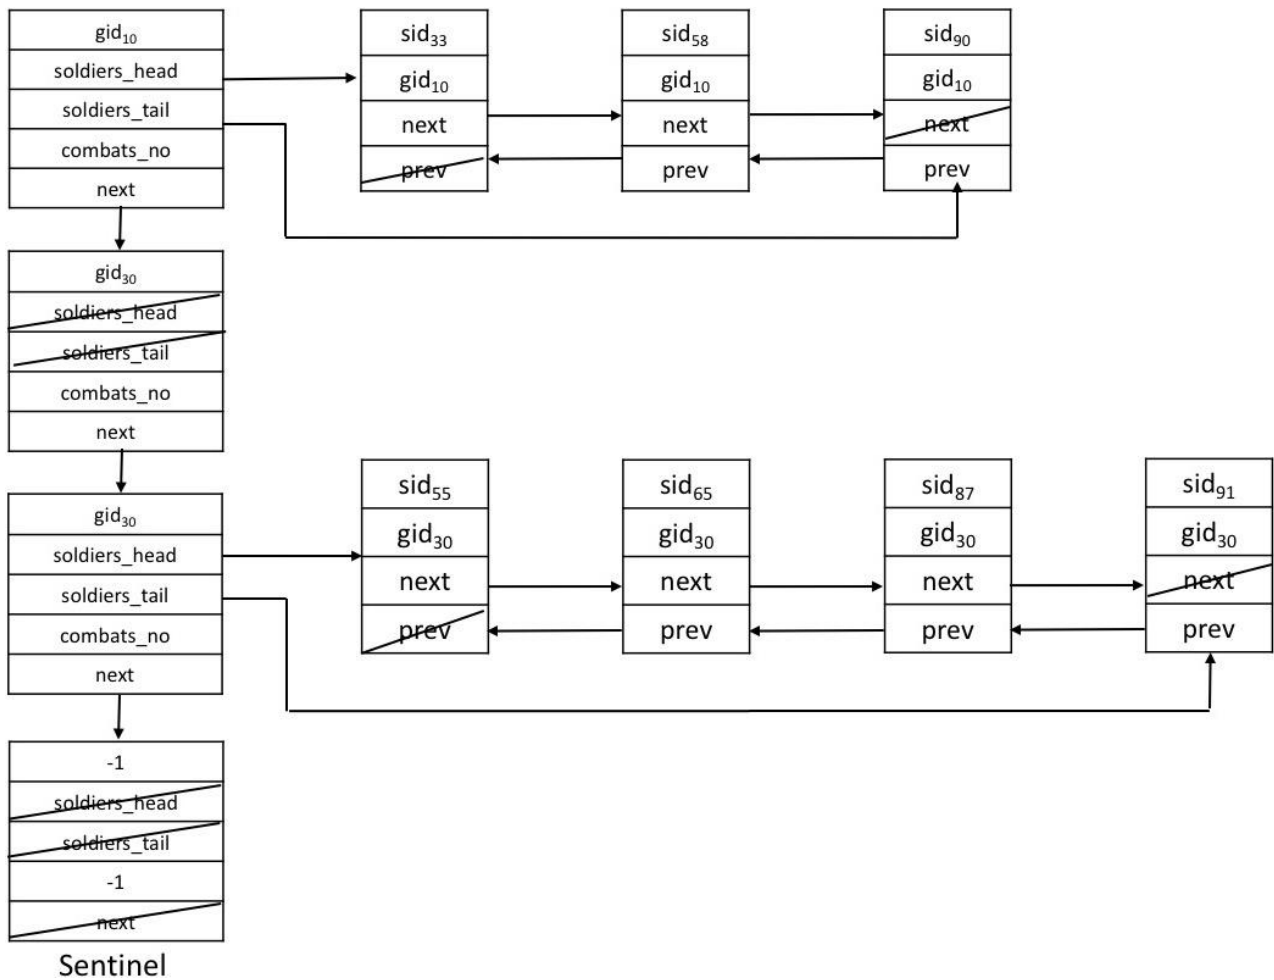 gid₁₀
soldiers_head
soldiers_tail
combats_no
next
sid₃₃
gid₁₀
next
prev
sid₅₈
gid₁₀
next
prev
sid₉₀
gid₁₀
next
prev
gid₃₀
soldiers_head
soldiers_tail
combats_no
next
gid₃₀
soldiers_head
soldiers_tail
combats_no
next
sid₅₅
gid₃₀
next
prev
sid₆₅
gid₃₀
next
prev
sid₈₇
gid₃₀
next
prev
sid₉₁
gid₃₀
next
prev
-1
soldiers_head
soldiers_tail
-1
next
Sentinel